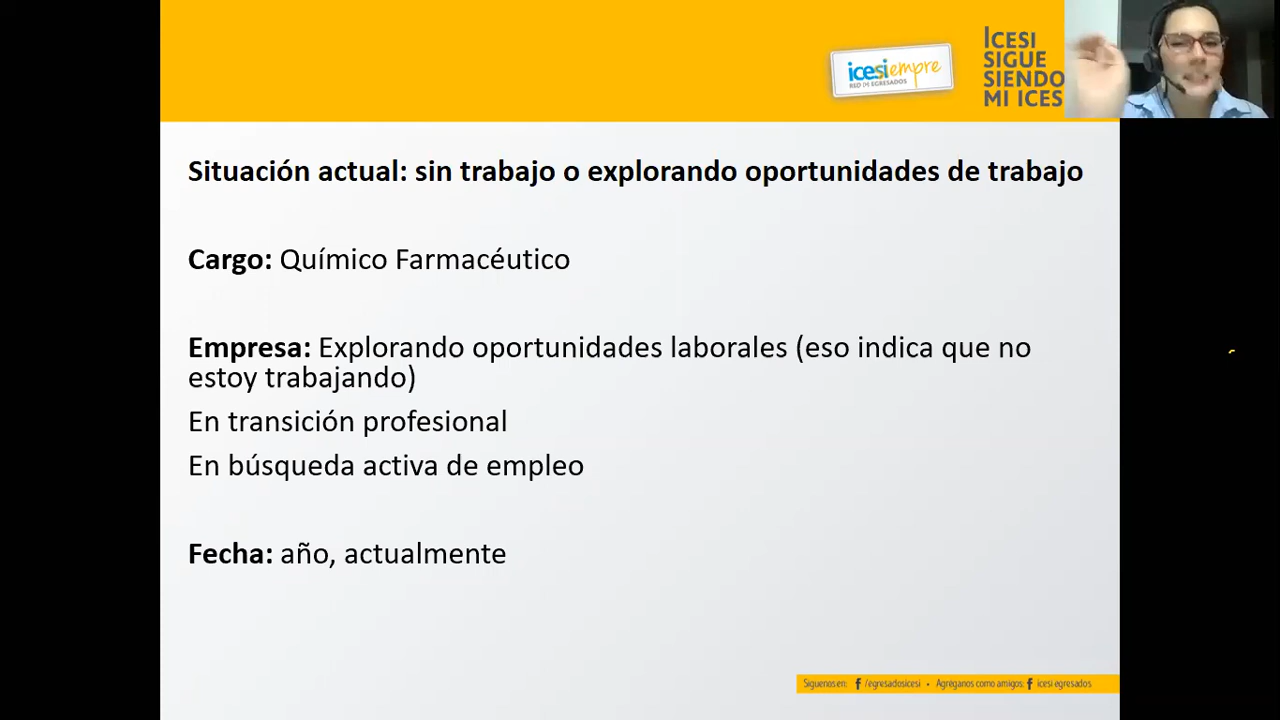 icesiempre
RED DE EGRESADOS
ICESI
SIGUE
SIENDO
MI ICES
Situación actual: sin trabajo o explorando oportunidades de trabajo
Cargo: Químico Farmacéutico
Empresa: Explorando oportunidades laborales (eso indica que no
estoy trabajando)
En transición profesional
En búsqueda activa de empleo
Fecha: año, actualmente
Síguenos en: f /egresadosicesi • Agréganos como amigos: f icesi egresados